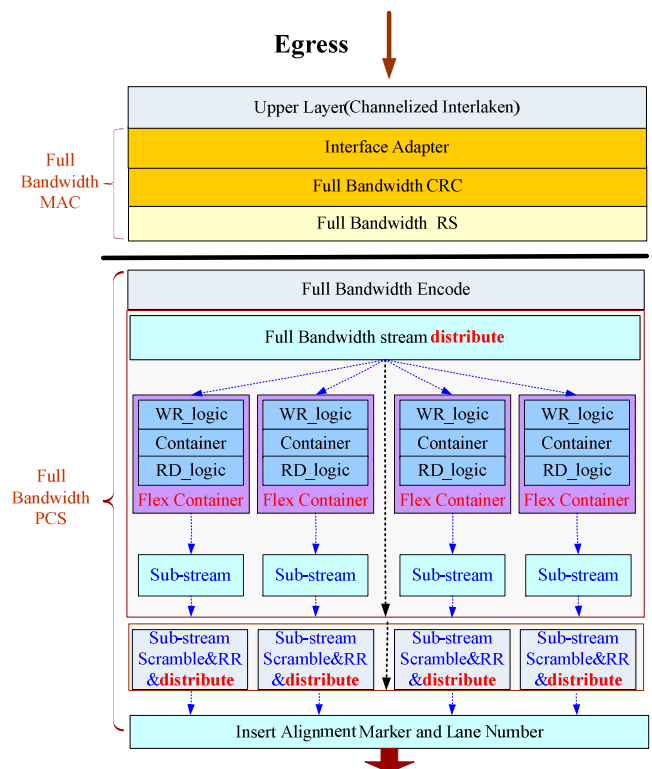 Egress
Upper Layer(Channelized Interlaken)
Full
Bandwidth
MAC
Interface Adapter
Full Bandwidth CRC
Full Bandwidth RS
Full
Bandwidth
PCS
Full Bandwidth Encode
Full Bandwidth stream distribute
WR_logic
Container
RD_logic
Flex Container
WR_logic
Container
RD_logic
Flex Container
WR_logic
Container
RD_logic
Flex Container
WR_logic
Container
RD_logic
Flex Container
Sub-stream
Sub-stream
Sub-stream
Sub-stream
Sub-stream
Scramble&RR
&distribute
Sub-stream
Scramble&RR
&distribute
Sub-stream
Scramble&RR
&distribute
Sub-stream
Scramble&RR
&distribute
Insert Alignment Marker and Lane Number